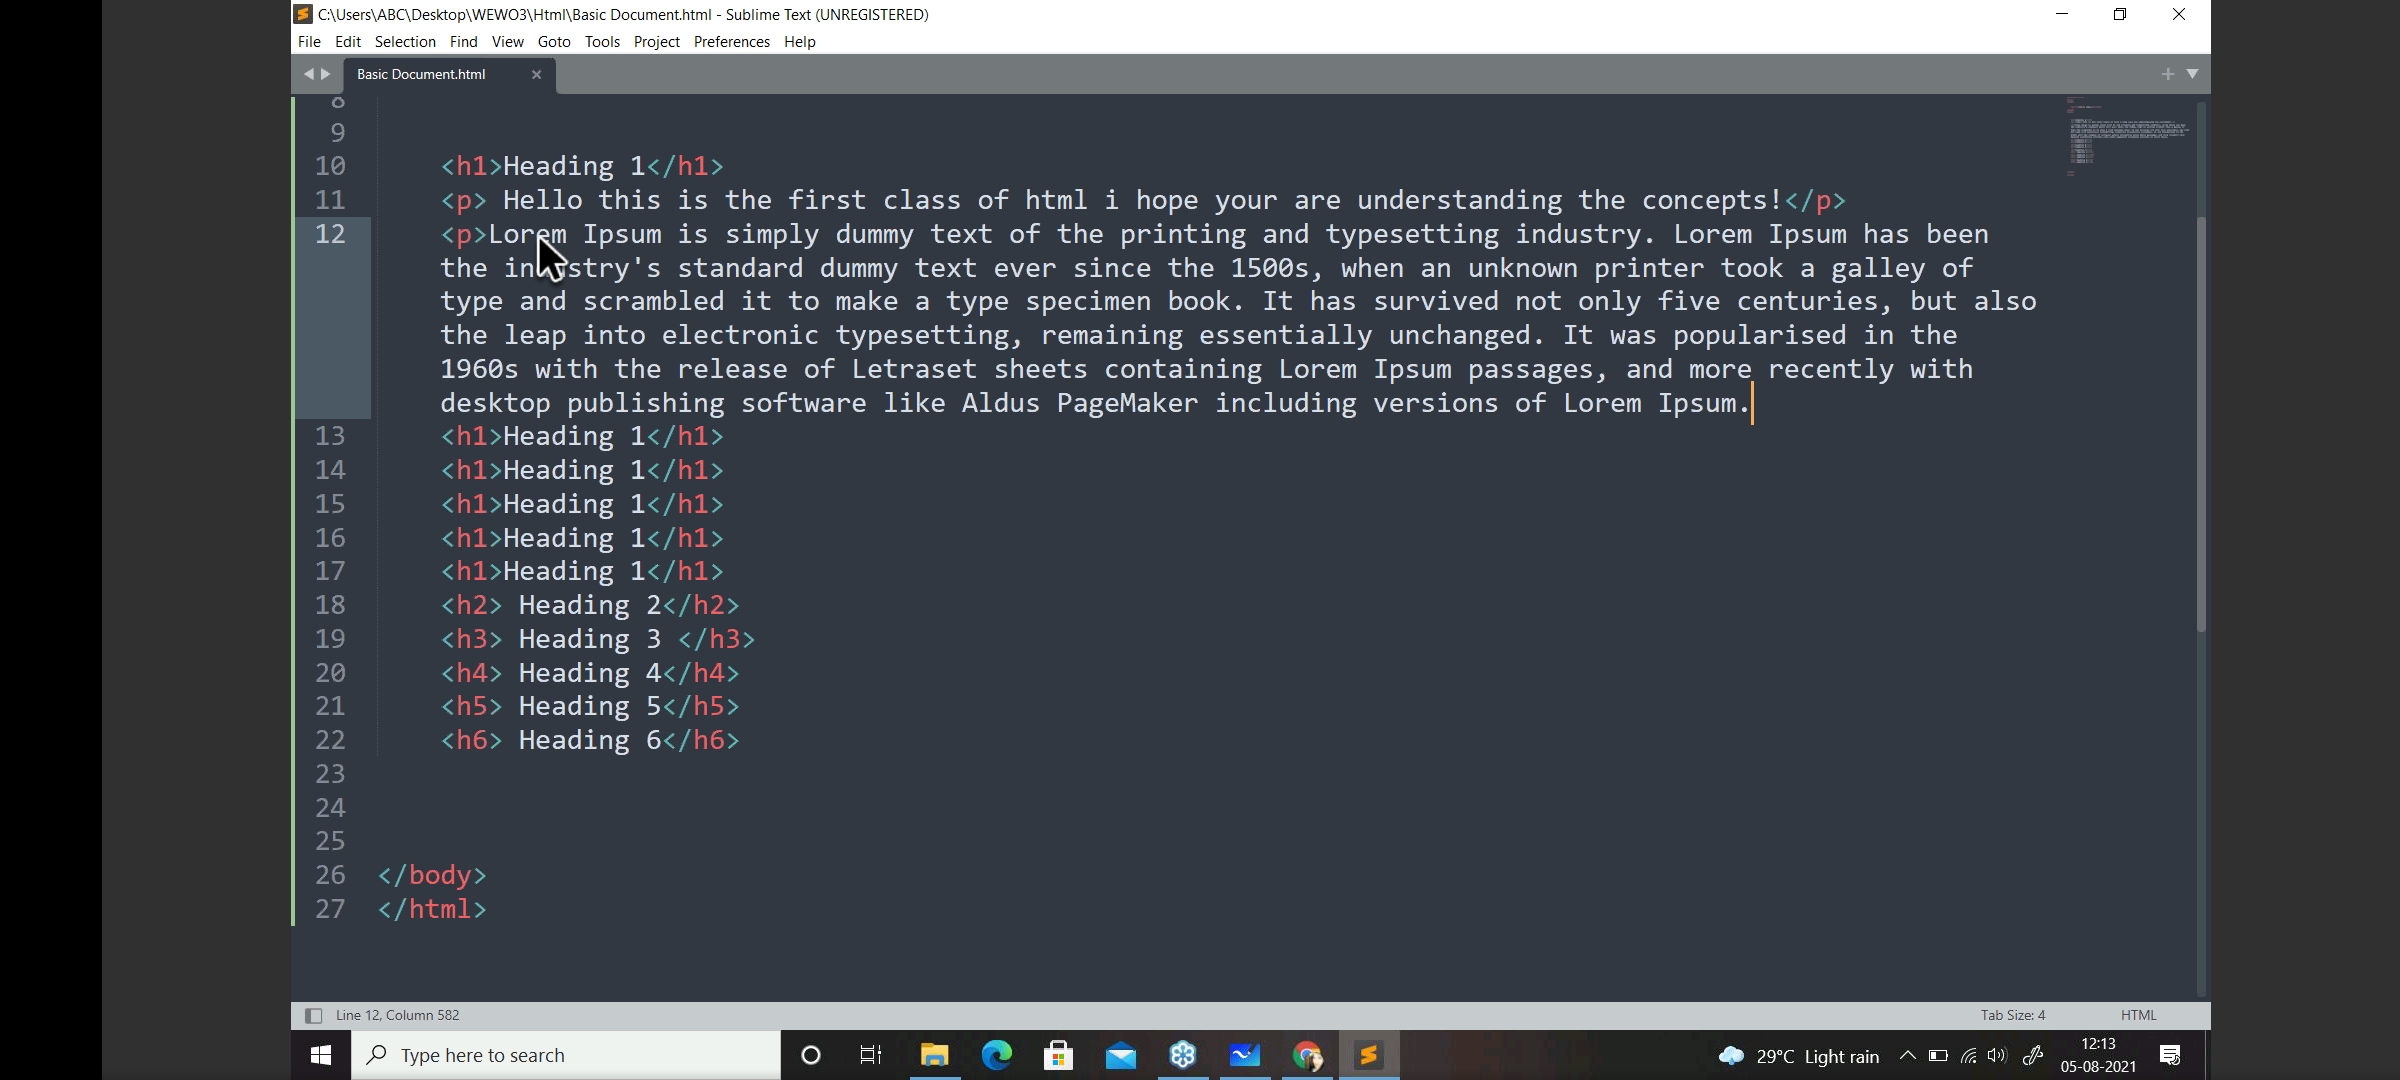 C:\Users\ABC\Desktop\WEWO3\Html\Basic Document.html - Sublime Text (UNREGISTERED)
File Edit Selection Find View Goto Tools Project Preferences Help
Basic Document.html
8
9
10 <h1>Heading 1</h1>
11 <p> Hello this is the first class of html i hope your are understanding the concepts!</p>
12 <p>Lorem Ipsum is simply dummy text of the printing and typesetting industry. Lorem Ipsum has been
the industry's standard dummy text ever since the 1500s, when an unknown printer took a galley of
type and scrambled it to make a type specimen book. It has survived not only five centuries, but also
the leap into electronic typesetting, remaining essentially unchanged. It was popularised in the
1960s with the release of Letraset sheets containing Lorem Ipsum passages, and more recently with
desktop publishing software like Aldus PageMaker including versions of Lorem Ipsum.
13 <h1>Heading 1</h1>
14 <h1>Heading 1</h1>
15 <h1>Heading 1</h1>
16 <h1>Heading 1</h1>
17 <h1>Heading 1</h1>
18 <h2> Heading 2</h2>
19 <h3> Heading 3 </h3>
20 <h4> Heading 4</h4>
21 <h5> Heading 5</h5>
22 <h6> Heading 6</h6>
23
24
25
26 </body>
27 </html>
Line 12, Column 582 Tab Size: 4 HTML
Type here to search 29°C Light rain 12:13
05-08-2021